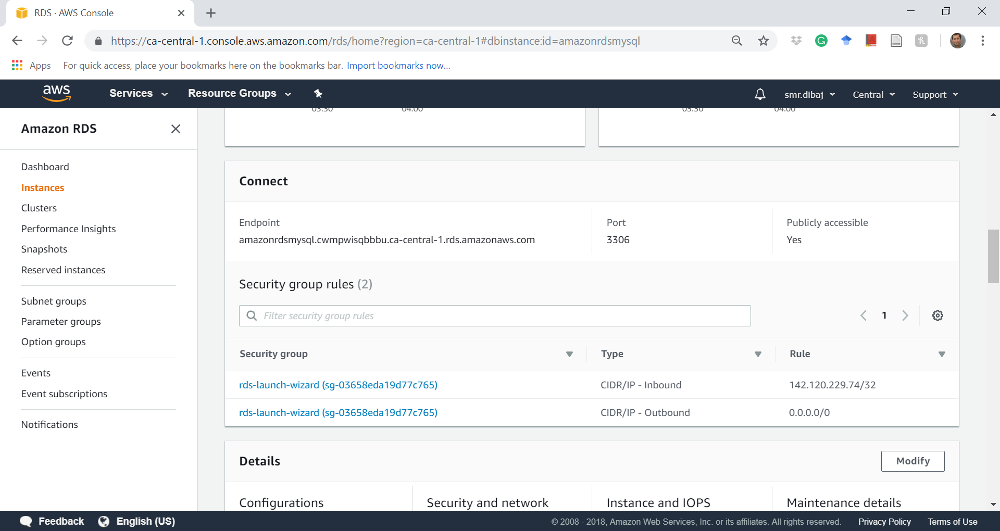 RDS · AWS Console
https://ca-central-1.console.aws.amazon.com/rds/home?region=ca-central-1#dbinstance:id=amazonrdsmysql
Apps For quick access, place your bookmarks here on the bookmarks bar. Import bookmarks now...
aws Services Resource Groups smr.dibaj Central Support
03:30 04:00 03:30 04:00
Amazon RDS
Dashboard
Instances
Clusters
Performance Insights
Snapshots
Reserved instances
Subnet groups
Parameter groups
Option groups
Events
Event subscriptions
Notifications
Connect
Endpoint Port Publicly accessible
amazonrdsmysql.cwmpwisqbbbu.ca-central-1.rds.amazonaws.com 3306 Yes
Security group rules (2)
Filter security group rules 1
Security group Type Rule
rds-launch-wizard (sg-03658eda19d77c765) CIDR/IP - Inbound 142.120.229.74/32
rds-launch-wizard (sg-03658eda19d77c765) CIDR/IP - Outbound 0.0.0.0/0
Details Modify
Configurations Security and network Instance and IOPS Maintenance details
Feedback English (US) © 2008 - 2018, Amazon Web Services, Inc. or its affiliates. All rights reserved. Privacy Policy Terms of Use